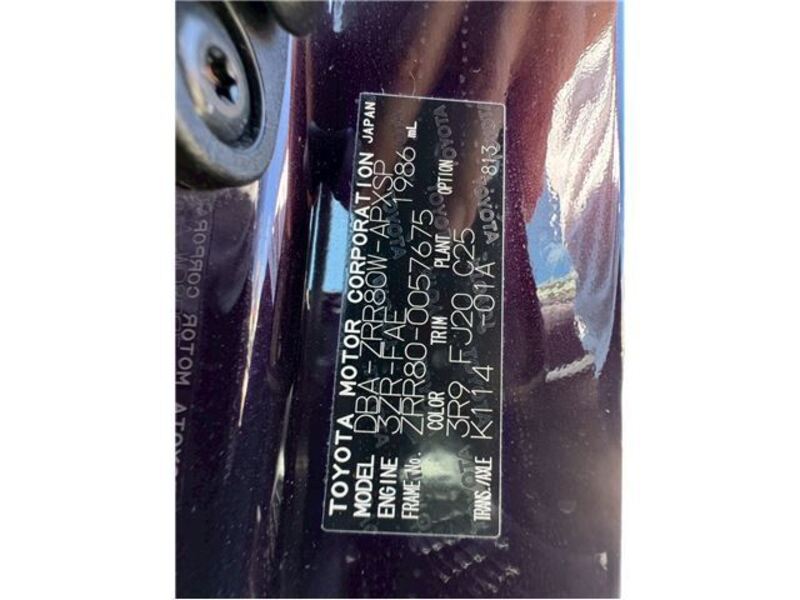 TOYOTA MOTOR CORPORATION JAPAN
MODEL DBA-ZRR80W-APXSP
ENGINE 3ZR-FAE 1986 mL
FRAME No. ZRR80-0057675
COLOR TRIM PLANT OPTION
3R9 FJ20 C25
TRANS./AXLE K114 -01A 813